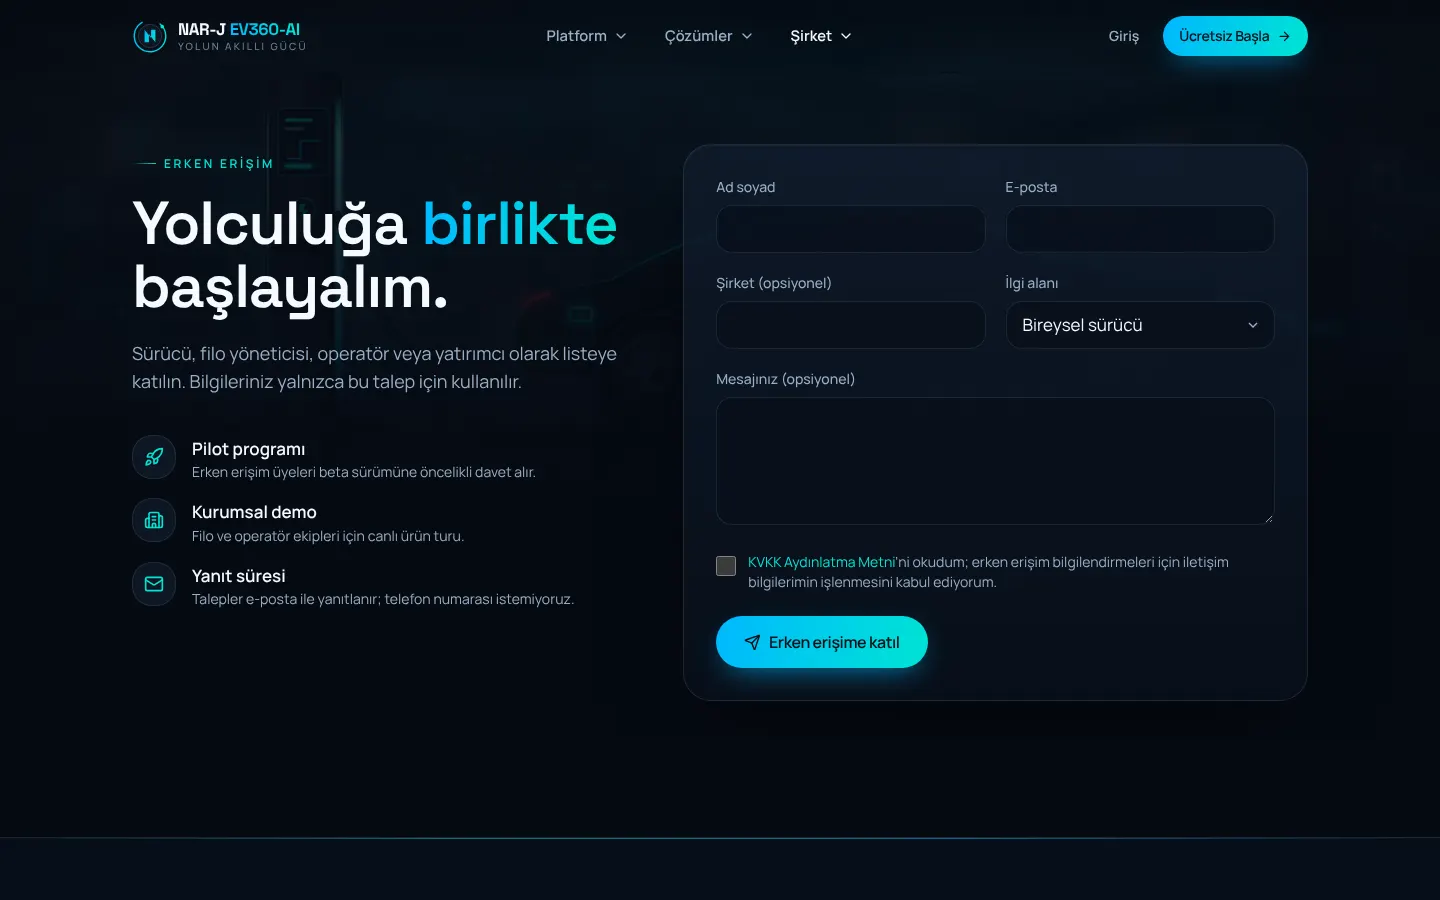 NAR-J EV360-AI
YOLUN AKILLI GÜCÜ
Platform
Çözümler
Şirket
Giriş
Ücretsiz Başla
ERKEN ERİŞİM
Yolculuğa birlikte
başlayalım.
Sürücü, filo yöneticisi, operatör veya yatırımcı olarak listeye
katılın. Bilgileriniz yalnızca bu talep için kullanılır.
Pilot programı
Erken erişim üyeleri beta sürümüne öncelikli davet alır.
Kurumsal demo
Filo ve operatör ekipleri için canlı ürün turu.
Yanıt süresi
Talepler e-posta ile yanıtlanır; telefon numarası istemiyoruz.
Ad soyad
E-posta
Şirket (opsiyonel)
İlgi alanı
Bireysel sürücü
Mesajınız (opsiyonel)
KVKK Aydınlatma Metni'ni okudum; erken erişim bilgilendirmeleri için iletişim
bilgilerimin işlenmesini kabul ediyorum.
Erken erişime katıl